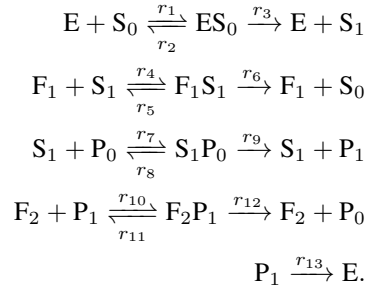 E + S₀ ⇌ ES₀ → E + S₁ (r₁, r₂, r₃)
F₁ + S₁ ⇌ F₁S₁ → F₁ + S₀ (r₄, r₅, r₆)
S₁ + P₀ ⇌ S₁P₀ → S₁ + P₁ (r₇, r₈, r₉)
F₂ + P₁ ⇌ F₂P₁ → F₂ + P₀ (r₁₀, r₁₁, r₁₂)
P₁ → E. (r₁₃)